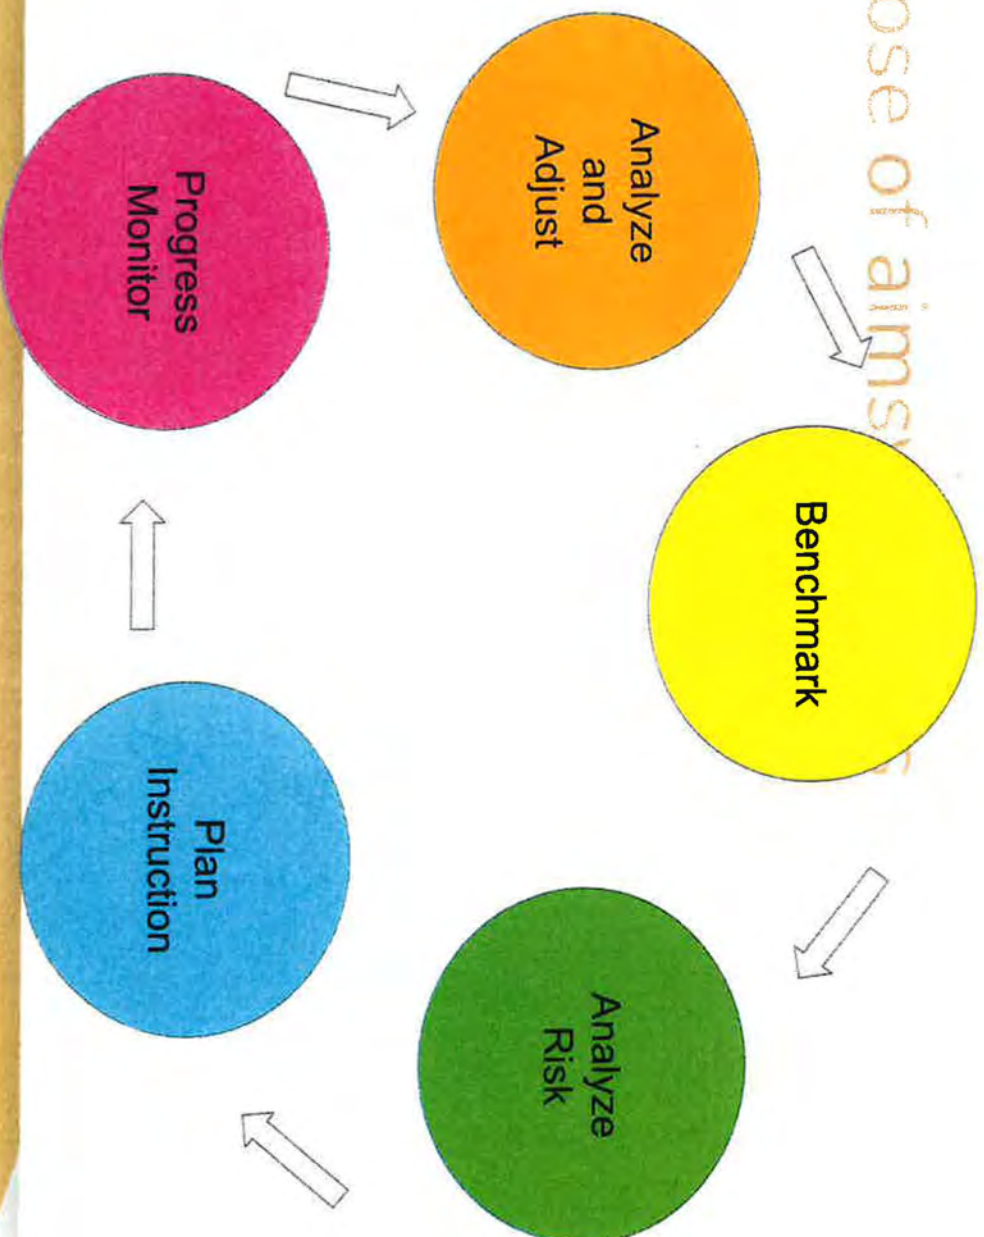 ose of aims
Benchmark
Analyze
Risk
Plan
Instruction
Progress
Monitor
Analyze
and
Adjust